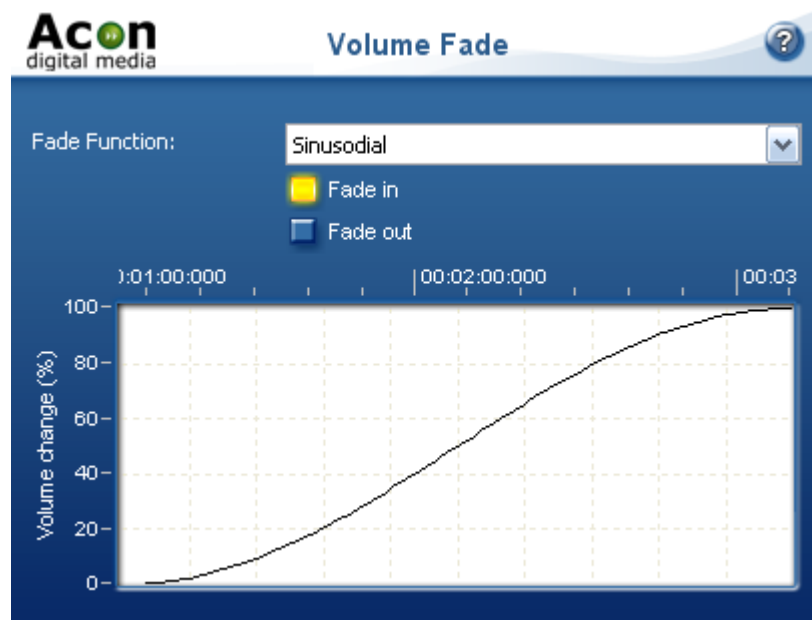 Acon
digital media
Volume Fade
?
Fade Function:
Sinusodial
Fade in
Fade out
:01:00:000
00:02:00:000
00:03
Volume change (%)
100
80
60
40
20
0